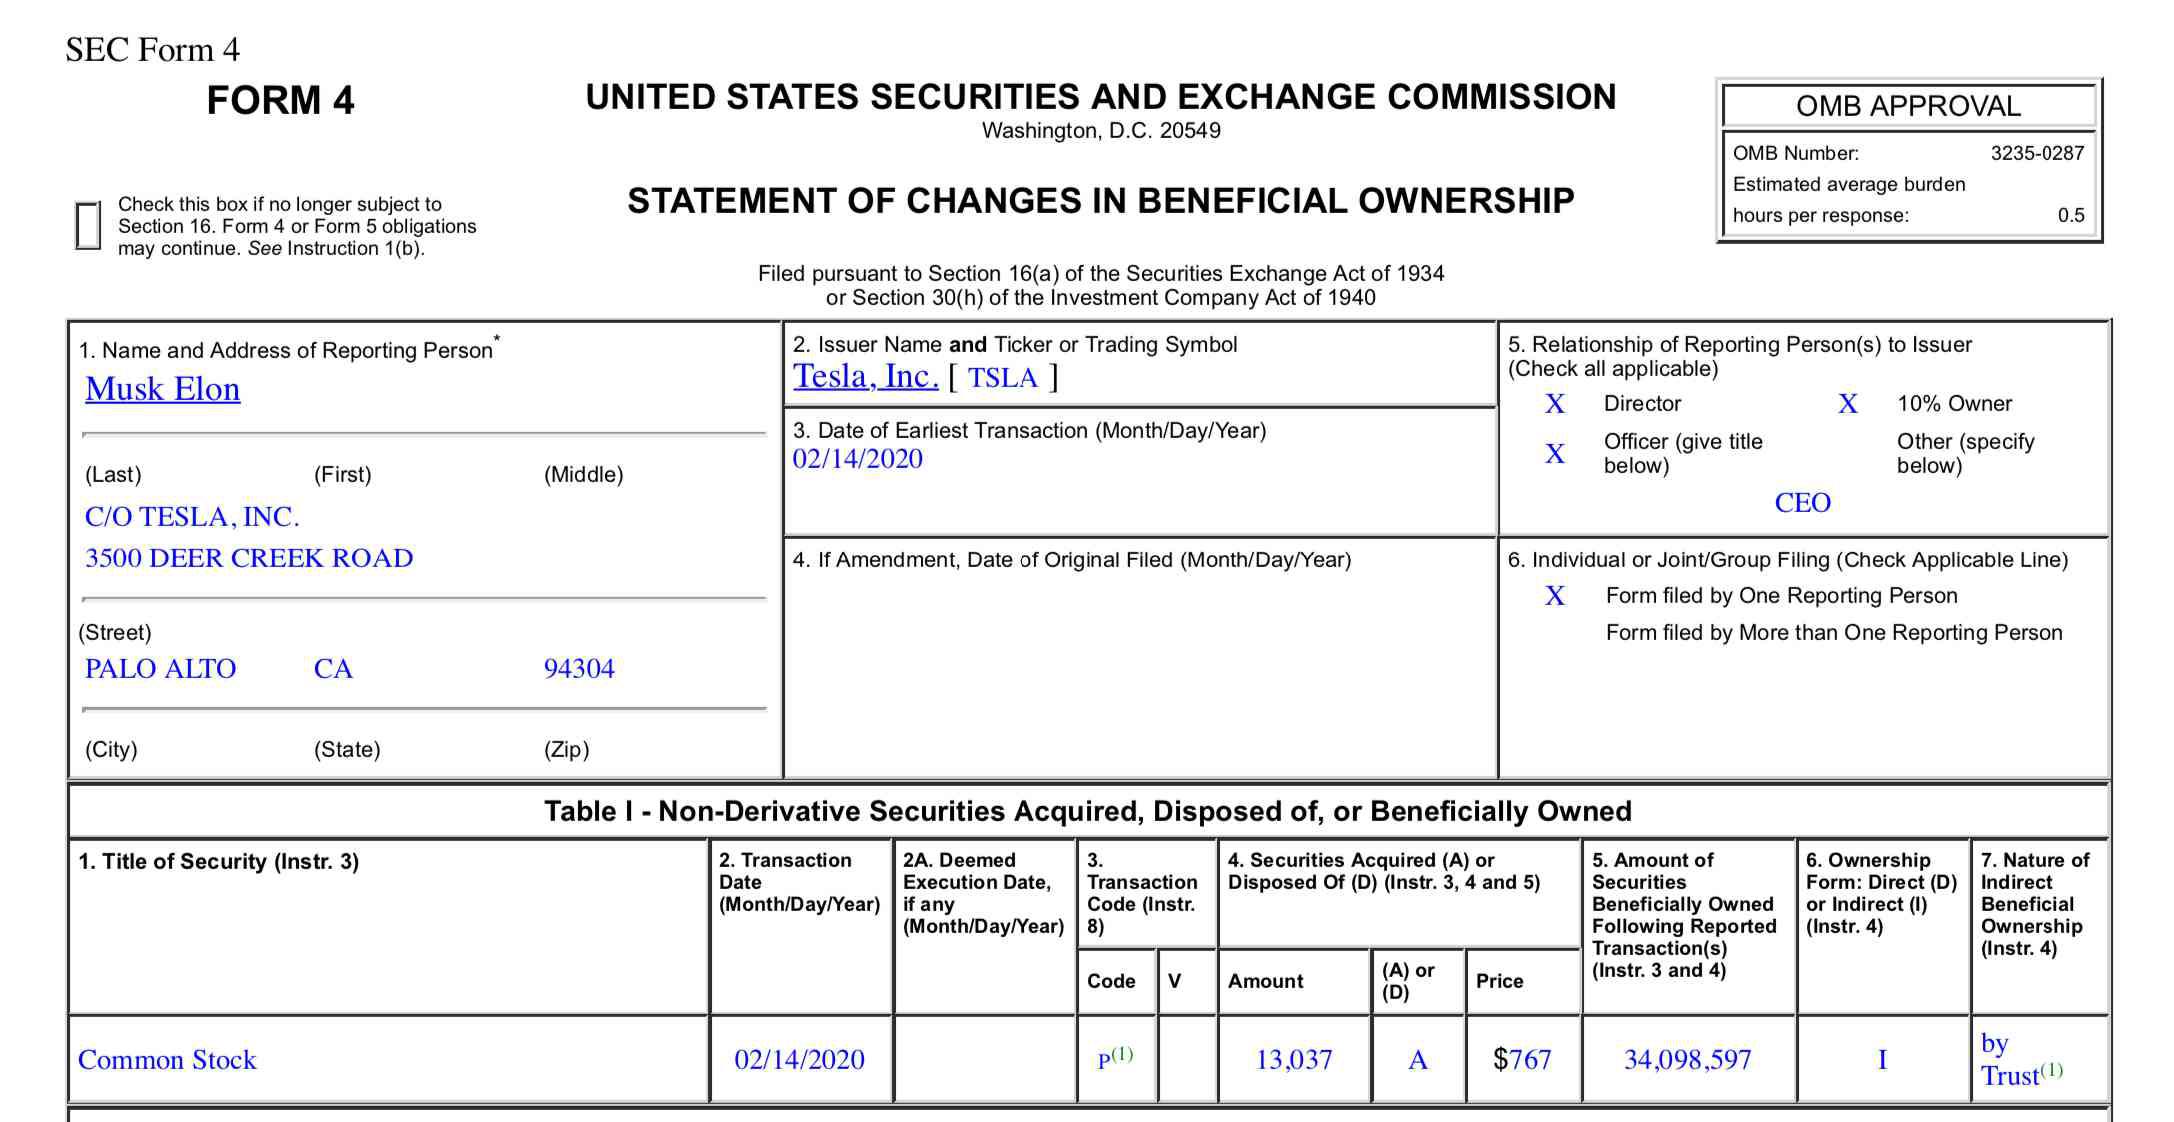 SEC Form 4
FORM 4
UNITED STATES SECURITIES AND EXCHANGE COMMISSION
Washington, D.C. 20549
STATEMENT OF CHANGES IN BENEFICIAL OWNERSHIP
Filed pursuant to Section 16(a) of the Securities Exchange Act of 1934
or Section 30(h) of the Investment Company Act of 1940
OMB APPROVAL
OMB Number: 3235-0287
Estimated average burden
hours per response: 0.5
Check this box if no longer subject to
Section 16. Form 4 or Form 5 obligations
may continue. See Instruction 1(b).
1. Name and Address of Reporting Person*
Musk Elon
(Last) (First) (Middle)
C/O TESLA, INC.
3500 DEER CREEK ROAD
(Street)
PALO ALTO CA 94304
(City) (State) (Zip)
2. Issuer Name and Ticker or Trading Symbol
Tesla, Inc. [ TSLA ]
3. Date of Earliest Transaction (Month/Day/Year)
02/14/2020
4. If Amendment, Date of Original Filed (Month/Day/Year)
5. Relationship of Reporting Person(s) to Issuer
(Check all applicable)
X Director X 10% Owner
X Officer (give title below) Other (specify below)
CEO
6. Individual or Joint/Group Filing (Check Applicable Line)
X Form filed by One Reporting Person
Form filed by More than One Reporting Person
Table I - Non-Derivative Securities Acquired, Disposed of, or Beneficially Owned
1. Title of Security (Instr. 3)
2. Transaction
Date
(Month/Day/Year)
2A. Deemed
Execution Date,
if any
(Month/Day/Year)
3.
Transaction
Code (Instr.
8)
4. Securities Acquired (A) or
Disposed Of (D) (Instr. 3, 4 and 5)
5. Amount of
Securities
Beneficially Owned
Following Reported
Transaction(s)
(Instr. 3 and 4)
6. Ownership
Form: Direct (D)
or Indirect (I)
(Instr. 4)
7. Nature of
Indirect
Beneficial
Ownership
(Instr. 4)
Code V Amount (A) or (D) Price
Common Stock 02/14/2020 P(1) 13,037 A $767 34,098,597 I by Trust(1)